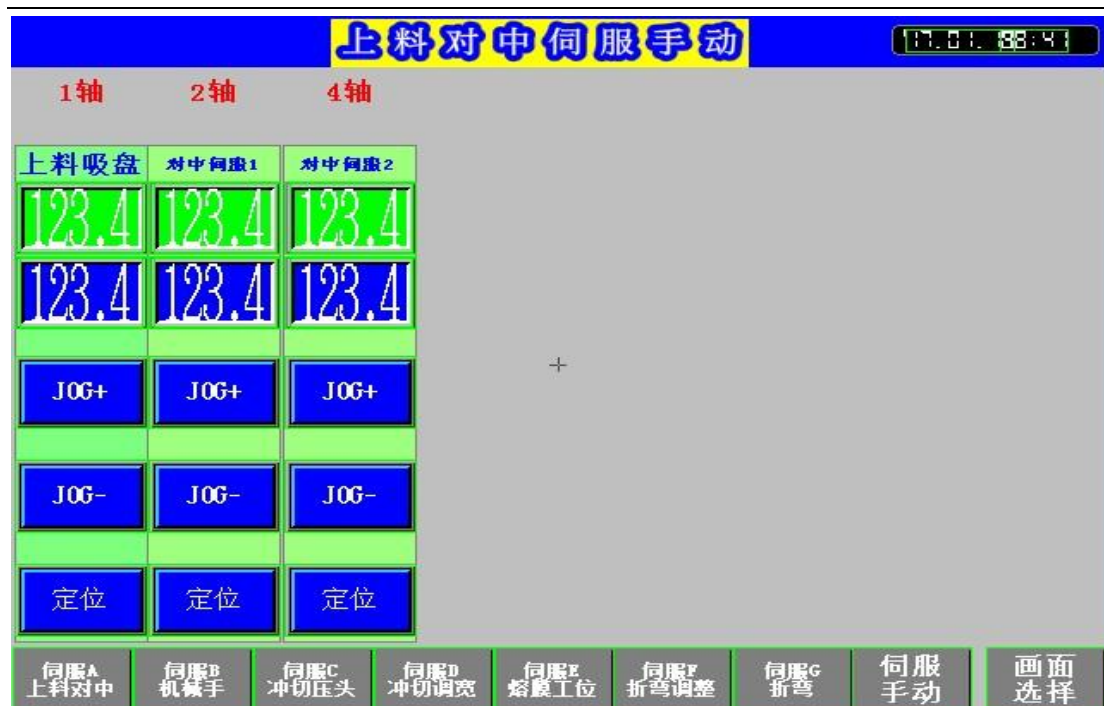 上料对中伺服手动
1轴 2轴 4轴
上料吸盘 对中伺服1 对中伺服2
123.4 123.4 123.4
123.4 123.4 123.4
JOG+ JOG+ JOG+
JOG- JOG- JOG-
定位 定位 定位
伺服A 伺服B 伺服C 伺服D 伺服E 伺服F 伺服G 伺服 画面
上料对中 机械手 冲切压头 冲切调宽 熔膜工位 折弯调整 折弯 手动 选择